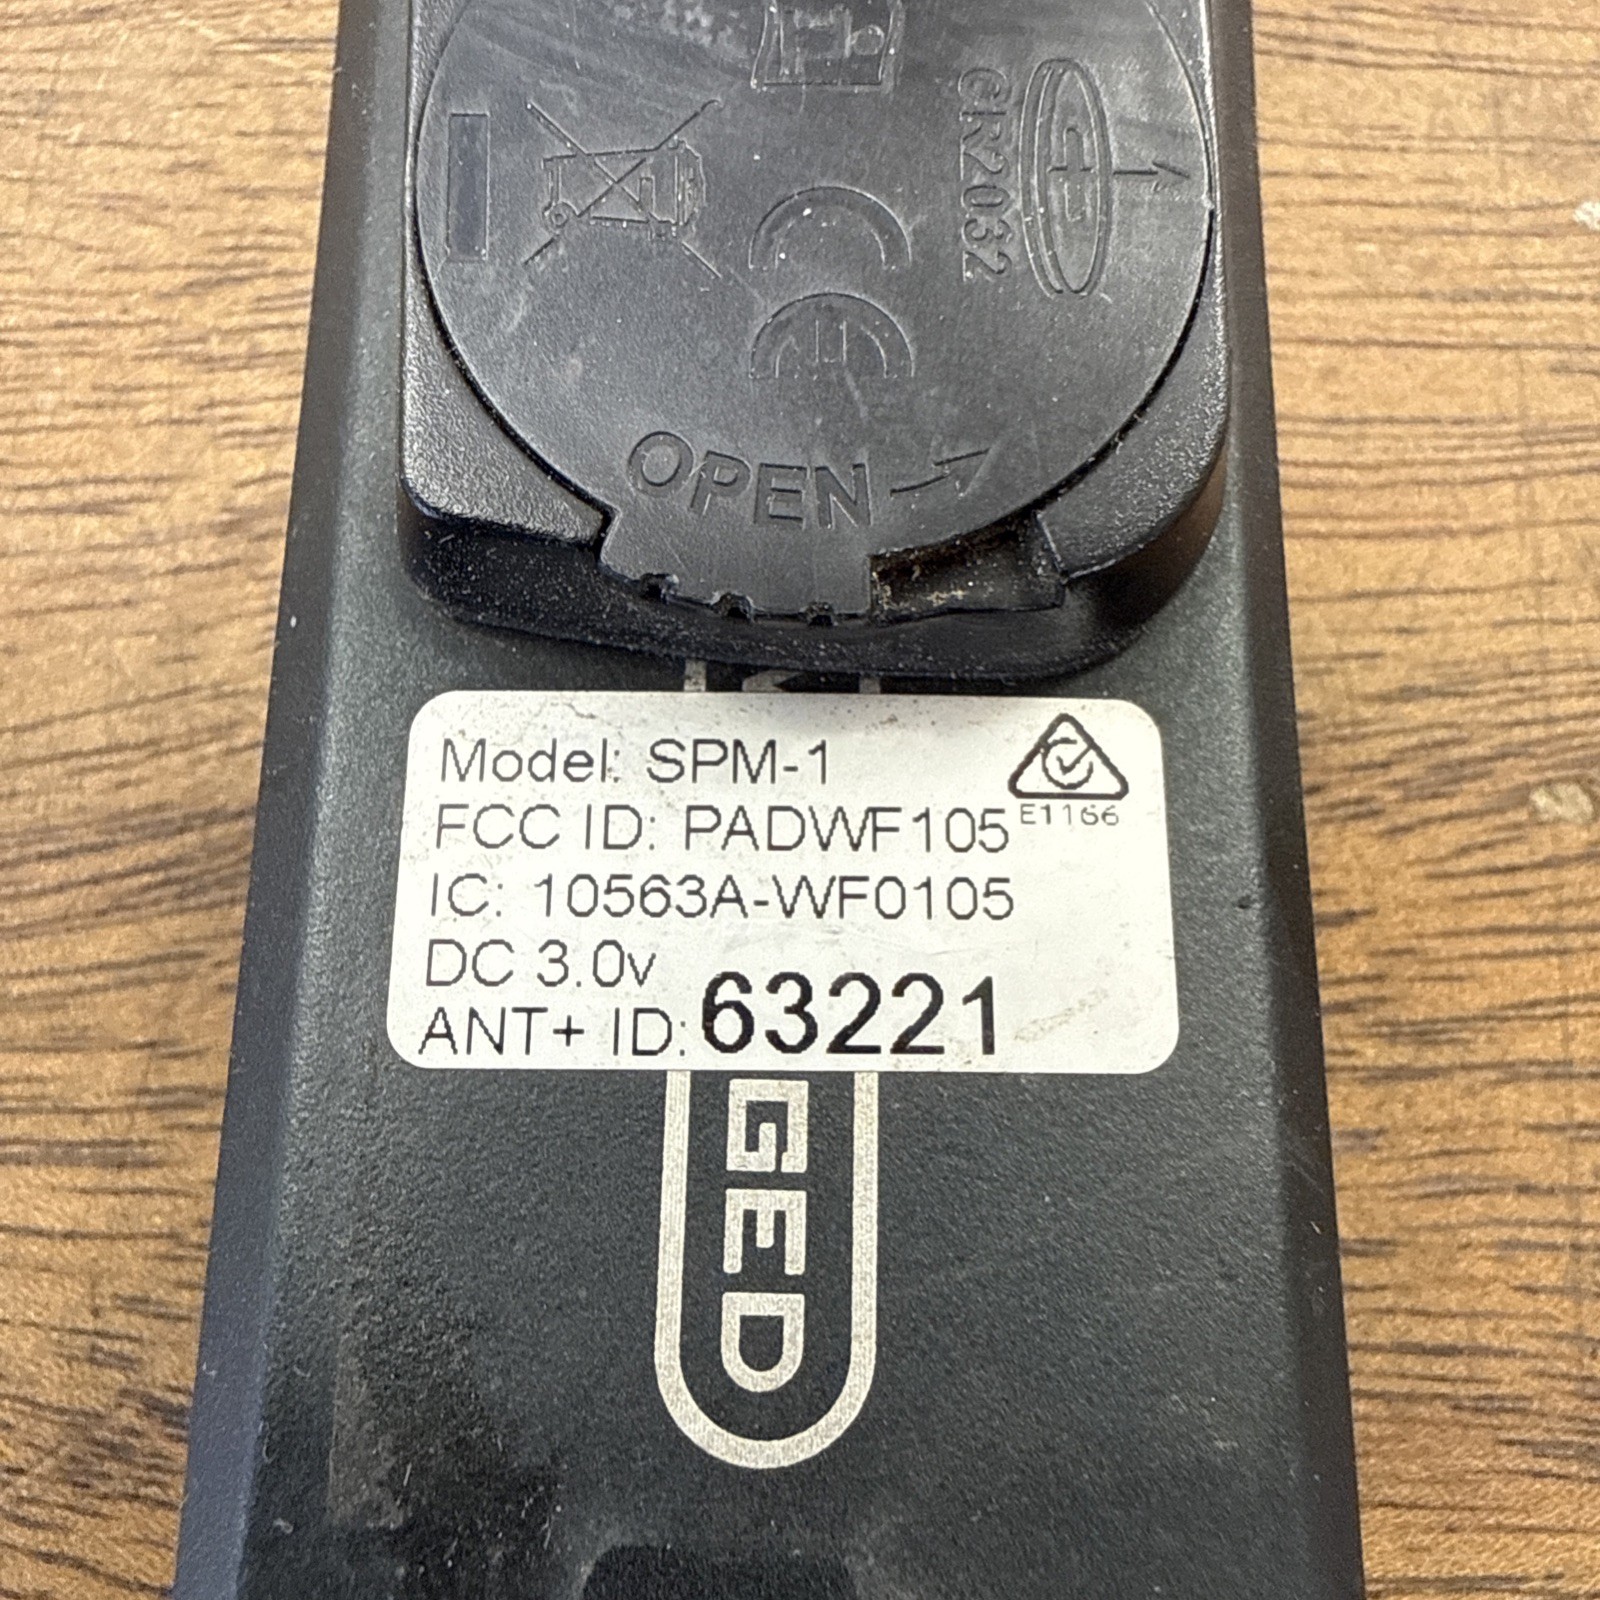 CR2032
OPEN
Model: SPM-1
FCC ID: PADWF105
E1166
IC: 10563A-WF0105
DC 3.0v
ANT+ ID: 63221
GED